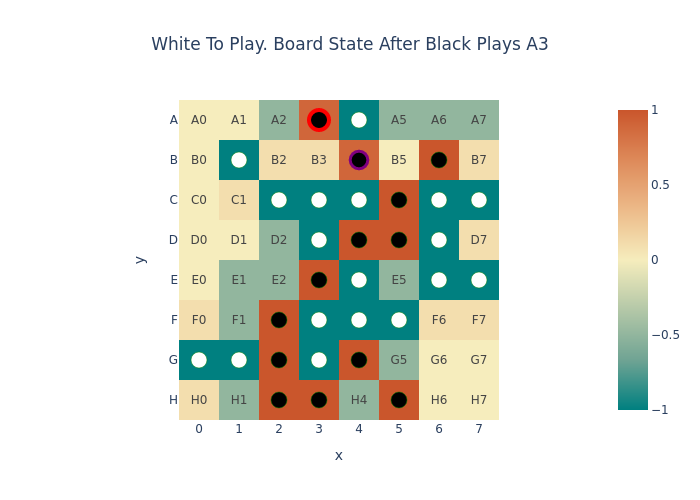 White To Play. Board State After Black Plays A3
A A0 A1 A2 A5 A6 A7
B B0 B2 B3 B5 B7
C C0 C1
D D0 D1 D2 D7
E E0 E1 E2 E5
F F0 F1 F6 F7
G G5 G6 G7
H H0 H1 H4 H6 H7
0 1 2 3 4 5 6 7
x
y
1
0.5
0
−0.5
−1